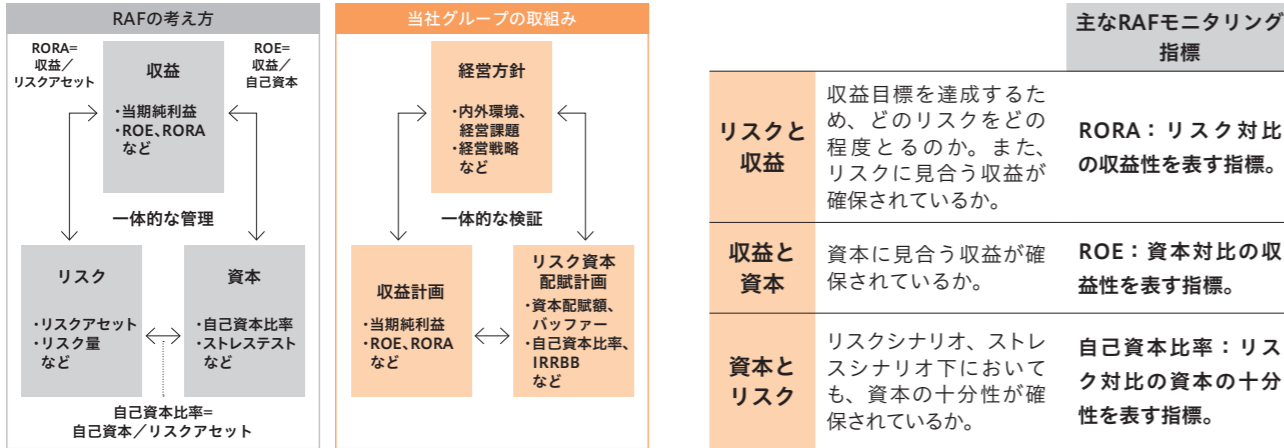 RAFの考え方
RORA=
収益／
リスクアセット
ROE=
収益／
自己資本
収益
・当期純利益
・ROE、RORA
など
一体的な管理
リスク
・リスクアセット
・リスク量
など
資本
・自己資本比率
・ストレステスト
など
自己資本比率=
自己資本／リスクアセット
当社グループの取組み
経営方針
・内外環境、
経営課題
・経営戦略
など
一体的な検証
収益計画
・当期純利益
・ROE、RORA
など
リスク資本
配賦計画
・資本配賦額、
バッファー
・自己資本比率、
IRRBB
など
主なRAFモニタリング
指標
リスクと
収益
収益目標を達成するた
め、どのリスクをどの
程度とるのか。また、
リスクに見合う収益が
確保されているか。
RORA：リスク対比
の収益性を表す指標。
収益と
資本
資本に見合う収益が確
保されているか。
ROE：資本対比の収
益性を表す指標。
資本と
リスク
リスクシナリオ、ストレ
スシナリオ下において
も、資本の十分性が確
保されているか。
自己資本比率：リス
ク対比の資本の十分
性を表す指標。